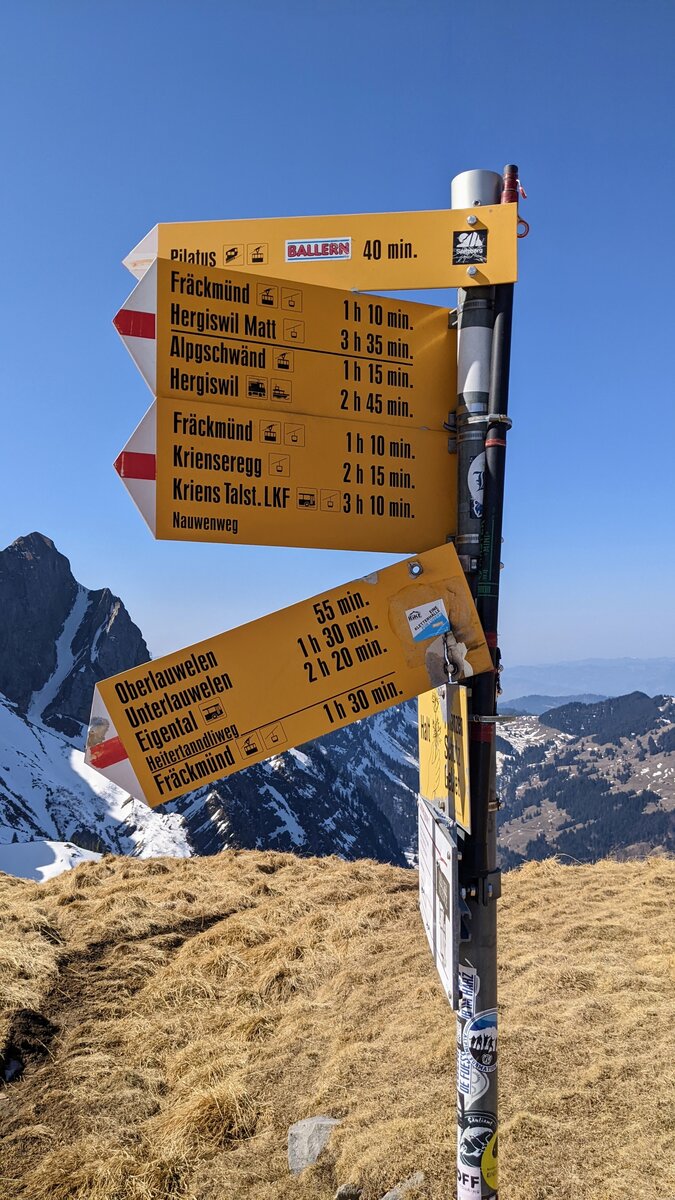 Pilatus BALLERN 40 min.
Fräckmünd 1 h 10 min.
Hergiswil Matt 3 h 35 min.
Alpgschwänd 1 h 15 min.
Hergiswil 2 h 45 min.
Fräckmünd 1 h 10 min.
Krienseregg 2 h 15 min.
Kriens Talst. LKF 3 h 10 min.
Nauwenweg
Oberlauwelen 55 min.
Unterlauwelen 1 h 30 min.
Eigental 2 h 20 min.
Heitertanndliweg
Fräckmünd 1 h 30 min.